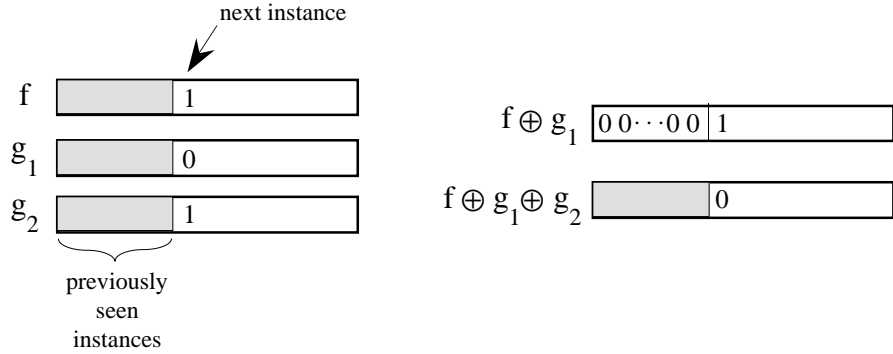 next instance
f 1
g1 0
g2 1
previously
seen
instances
f ⊕ g1 0 0 ··· 0 0 1
f ⊕ g1 ⊕ g2 0